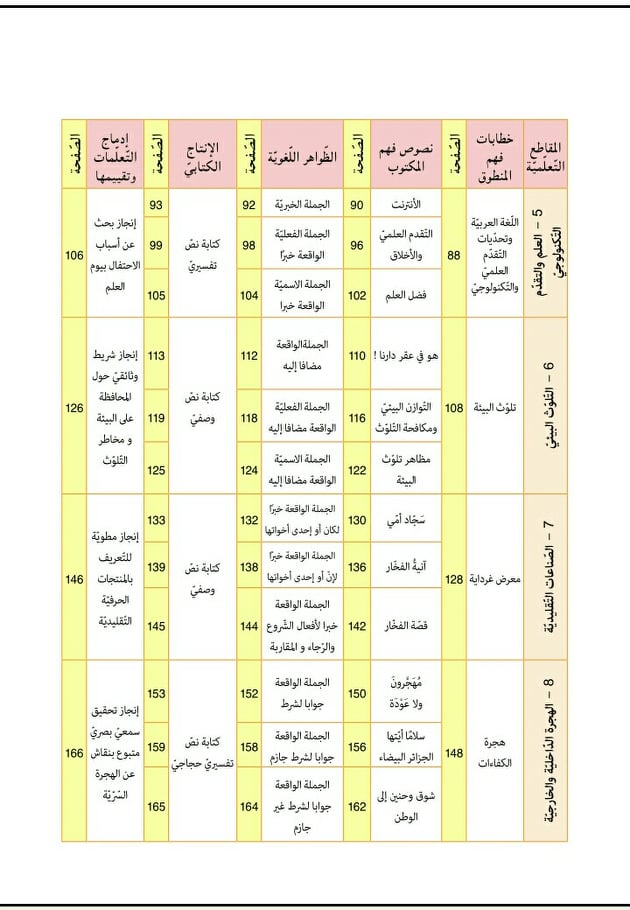 المقاطع التّعلّميّة
خطابات فهم المنطوق
الصّفحة
نصوص فهم المكتوب
الصّفحة
الظّواهر اللّغويّة
الصّفحة
الإنتاج الكتابيّ
الصّفحة
إدماج التّعلّمات وتقييمها
الصّفحة
5 – العلم والتقدّم التّكنولوجيّ
اللّغة العربيّة
وتحدّيات
التّقدّم
العلميّ
والتّكنولوجيّ
88
الأنترنت
90
الجملة الخبريّة
92
كتابة نصّ
تفسيريّ
93
إنجاز بحث
عن أسباب
الاحتفال بيوم
العلم
106
التّقدم العلميّ
والأخلاق
96
الجملة الفعليّة
الواقعة خبرًا
98
99
فضل العلم
102
الجملة الاسميّة
الواقعة خبرا
104
105
6 – التّلوّث البيئيّ
تلوّث البيئة
108
هو في عقر دارنا !
110
الجملةالواقعة
مضافا إليه
112
كتابة نصّ
وصفيّ
113
إنجاز شريط
وثائقيّ حول
المحافظة
على البيئة
و مخاطر
التّلوّث
126
التّوازن البيئيّ
ومكافحة التّلوّث
116
الجملة الفعليّة
الواقعة مضافا إليه
118
119
مظاهر تلوّث
البيئة
122
الجملة الاسميّة
الواقعة مضافا إليه
124
125
7 – الصّناعات التّقليديّة
معرض غرداية
128
سَجّاد أمّي
130
الجملة الواقعة خبرًا
لكان أو إحدى أخواتها
132
كتابة نصّ
وصفيّ
133
إنجاز مطويّة
للتّعريف
بالمنتجات
الحرفيّة
التّقليديّة
146
آنيةُ الفخّار
136
الجملة الواقعة خبرًا
لإنّ أو إحدى أخواتها
138
139
قصّة الفخّار
142
الجملة الواقعة
خبرا لأفعال الشّروع
والرّجاء و المقاربة
144
145
8 – الهجرة الدّاخليّة والخارجيّة
هجرة
الكفاءات
148
مُهَجَّرونَ
ولا عَوْدَة
150
الجملة الواقعة
جوابا لشرط
152
كتابة نصّ
تفسيريّ حجاجيّ
153
إنجاز تحقيق
سمعيّ بصريّ
متبوع بنقاش
عن الهجرة
السّرّيّة
166
سلامًا أيّتها
الجزائر البيضاء
156
الجملة الواقعة
جوابا لشرط جازم
158
159
شوق وحنين إلى
الوطن
162
الجملة الواقعة
جوابا لشرط غير
جازم
164
165